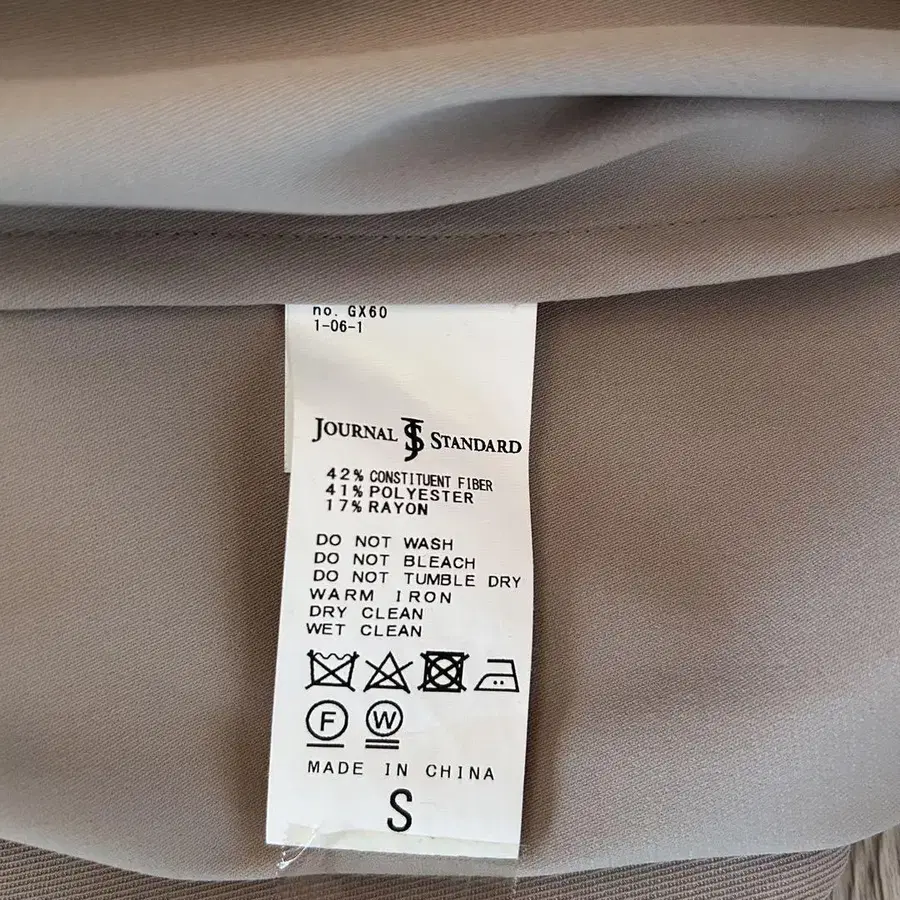 no. GX60
1-06-1
JOURNAL JS STANDARD
42% CONSTITUENT FIBER
41% POLYESTER
17% RAYON
DO NOT WASH
DO NOT BLEACH
DO NOT TUMBLE DRY
WARM IRON
DRY CLEAN
WET CLEAN
F W
MADE IN CHINA
S